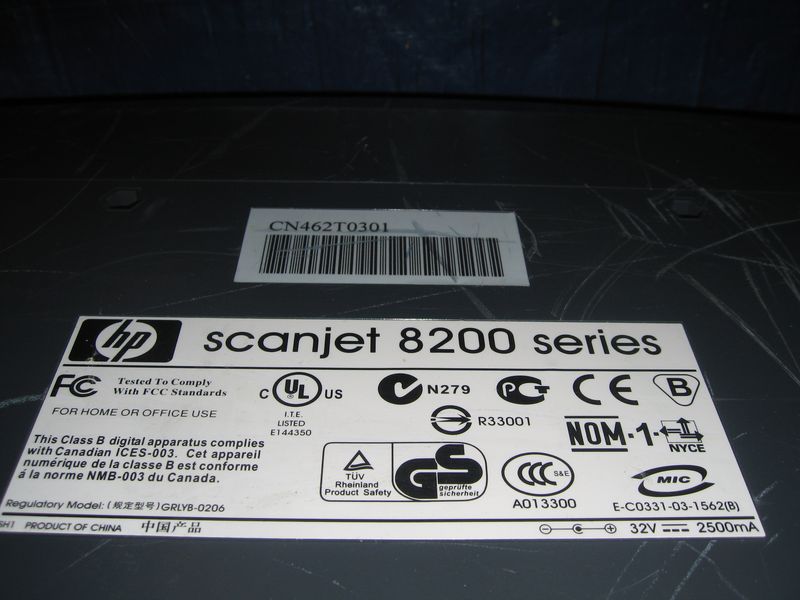 CN462T0301
hp scanjet 8200 series
FC Tested To Comply
With FCC Standards
FOR HOME OR OFFICE USE
C UL US
I.T.E.
LISTED
E144350
N279
PCT
CE
B
R33001
NOM-1-
NYCE
This Class B digital apparatus complies
with Canadian ICES-003. Cet appareil
numérique de la classe B est conforme
à la norme NMB-003 du Canada.
TÜV
Rheinland
Product Safety
GS
geprüfte
sicherheit
CCC S&E
A013300
MIC
E-C0331-03-1562(B)
Regulatory Model: (规定型号)GRLYB-0206
SH1 PRODUCT OF CHINA 中国产品
32V 2500mA